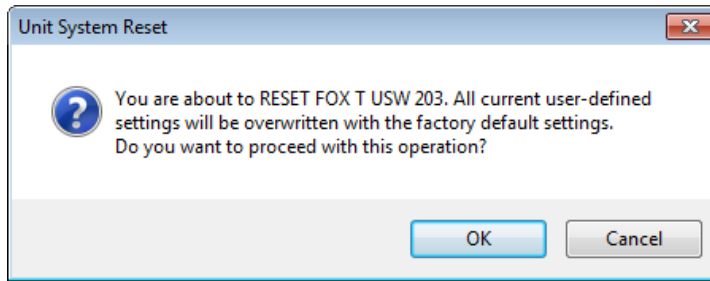 Unit System Reset
You are about to RESET FOX T USW 203. All current user-defined
settings will be overwritten with the factory default settings.
Do you want to proceed with this operation?
OK
Cancel